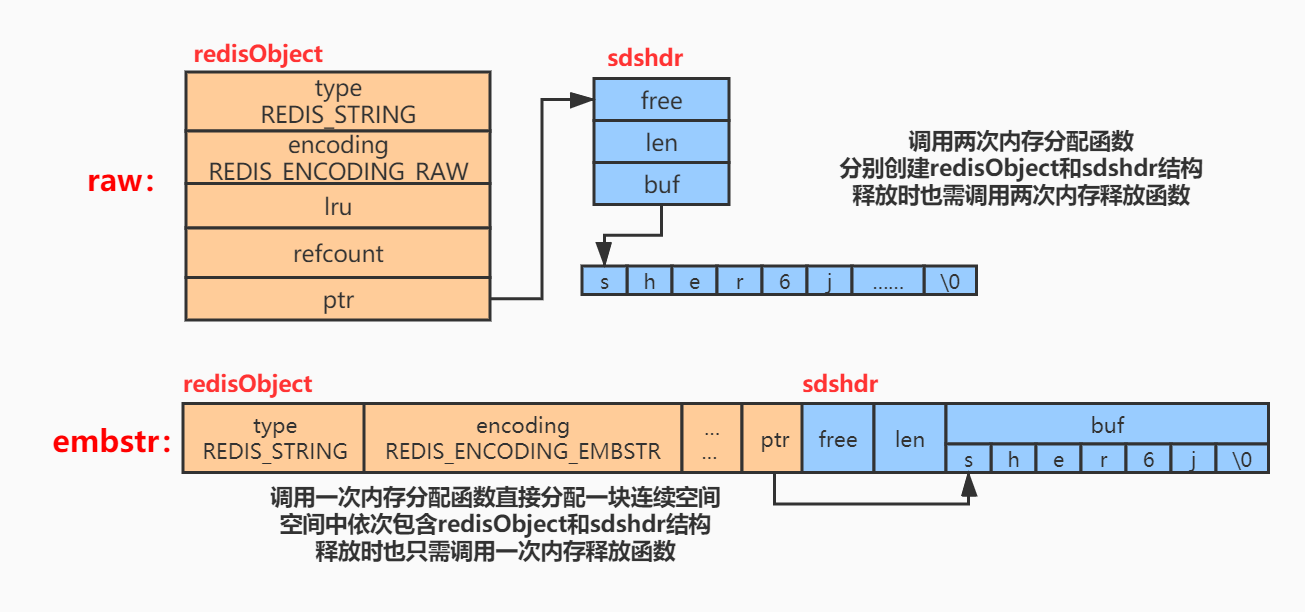 redisObject
sdshdr
raw:
type
REDIS_STRING
encoding
REDIS_ENCODING_RAW
lru
refcount
ptr
free
len
buf
s h e r 6 j …… \0
调用两次内存分配函数
分别创建redisObject和sdshdr结构
释放时也需调用两次内存释放函数
redisObject
sdshdr
embstr:
type
REDIS_STRING
encoding
REDIS_ENCODING_EMBSTR
...
...
ptr
free
len
buf
s h e r 6 j \0
调用一次内存分配函数直接分配一块连续空间
空间中依次包含redisObject和sdshdr结构
释放时也只需调用一次内存释放函数